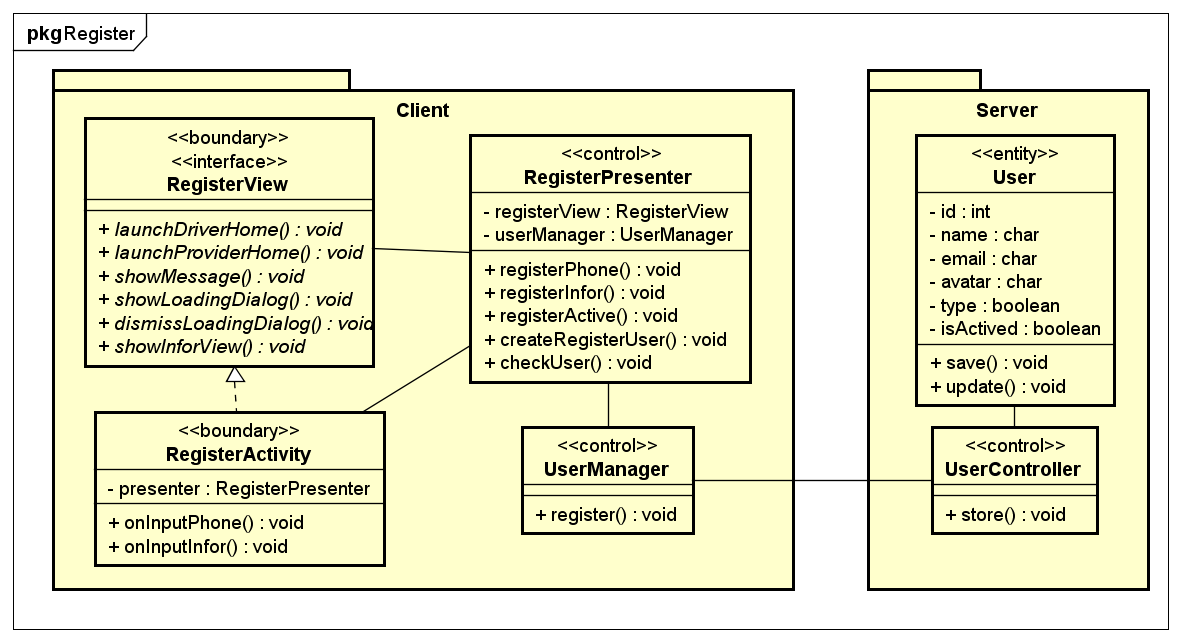 pkg Register
Client
<<boundary>>
<<interface>>
RegisterView
+ launchDriverHome() : void
+ launchProviderHome() : void
+ showMessage() : void
+ showLoadingDialog() : void
+ dismissLoadingDialog() : void
+ showInforView() : void
<<control>>
RegisterPresenter
- registerView : RegisterView
- userManager : UserManager
+ registerPhone() : void
+ registerInfor() : void
+ registerActive() : void
+ createRegisterUser() : void
+ checkUser() : void
<<boundary>>
RegisterActivity
- presenter : RegisterPresenter
+ onInputPhone() : void
+ onInputInfor() : void
<<control>>
UserManager
+ register() : void
Server
<<entity>>
User
- id : int
- name : char
- email : char
- avatar : char
- type : boolean
- isActived : boolean
+ save() : void
+ update() : void
<<control>>
UserController
+ store() : void